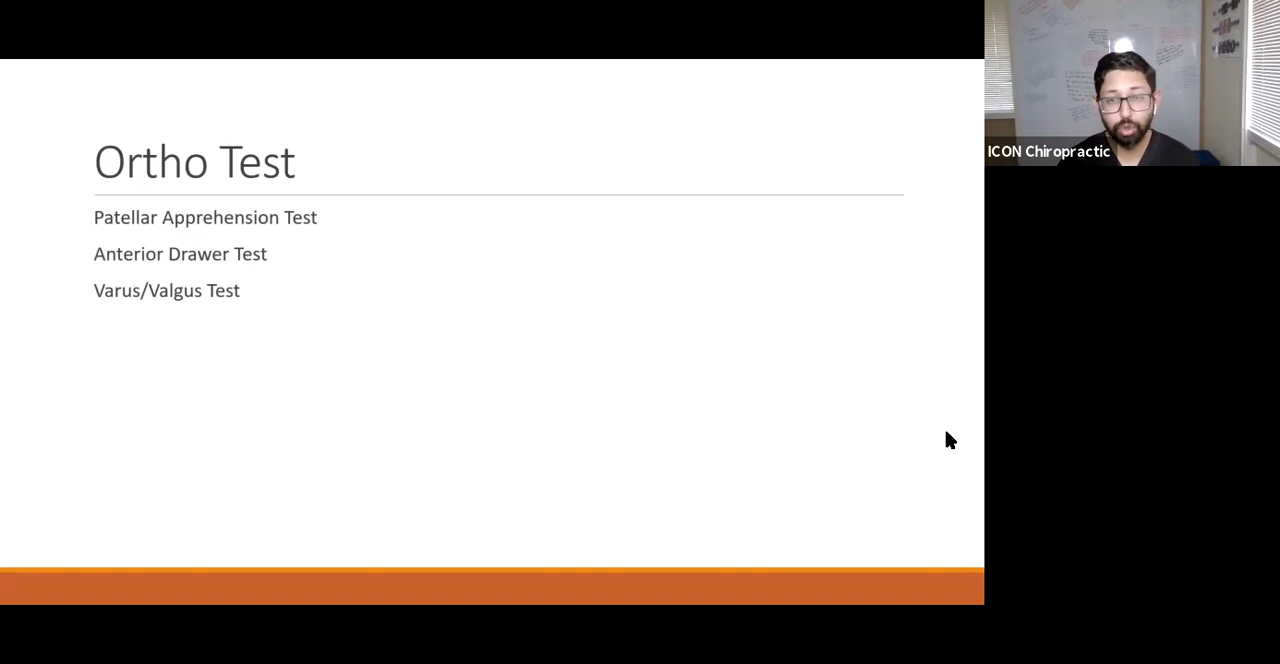 Ortho Test
Patellar Apprehension Test
Anterior Drawer Test
Varus/Valgus Test
ICON Chiropractic